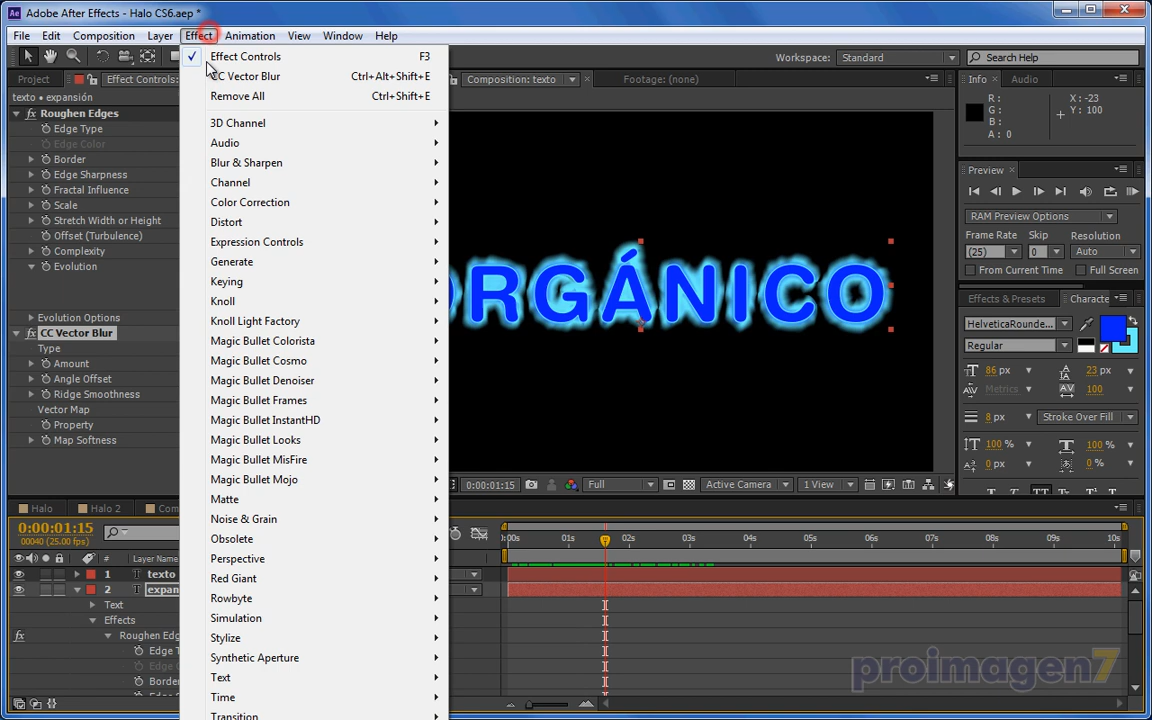 Adobe After Effects - Halo CS6.aep *
File Edit Composition Layer Effect Animation View Window Help
Workspace: Standard Search Help
Project Effect Controls: Composition: texto Footage: (none) Info Audio
texto • expansión
Roughen Edges
Edge Type
Edge Color
Border
Edge Sharpness
Fractal Influence
Scale
Stretch Width or Height
Offset (Turbulence)
Complexity
Evolution
Evolution Options
CC Vector Blur
Type
Amount
Angle Offset
Ridge Smoothness
Vector Map
Property
Map Softness
Effect Controls F3
CC Vector Blur Ctrl+Alt+Shift+E
Remove All Ctrl+Shift+E
3D Channel
Audio
Blur & Sharpen
Channel
Color Correction
Distort
Expression Controls
Generate
Keying
Knoll
Knoll Light Factory
Magic Bullet Colorista
Magic Bullet Cosmo
Magic Bullet Denoiser
Magic Bullet Frames
Magic Bullet InstantHD
Magic Bullet Looks
Magic Bullet MisFire
Magic Bullet Mojo
Matte
Noise & Grain
Obsolete
Perspective
Red Giant
Rowbyte
Simulation
Stylize
Synthetic Aperture
Text
Time
Transition
ORGÁNICO
R:
G:
B:
A: 0
X: -23
Y: 100
Preview
RAM Preview Options
Frame Rate Skip Resolution
(25) 0 Auto
From Current Time Full Screen
Effects & Presets Characte
HelveticaRounde...
Regular
86 px 23 px
Metrics 100
8 px Stroke Over Fill
100 % 100 %
0 px 0 %
0:00:01:15 Full Active Camera 1 View
Halo Halo 2 Com
0:00:01:15
00040 (25.00 fps)
# Layer Name
1 texto
2 expan
Text
Effects
Roughen Edg
Edge T
Edge
Border
:00s 01s 02s 03s 04s 05s 06s 07s 08s 09s 10s
proimagen7